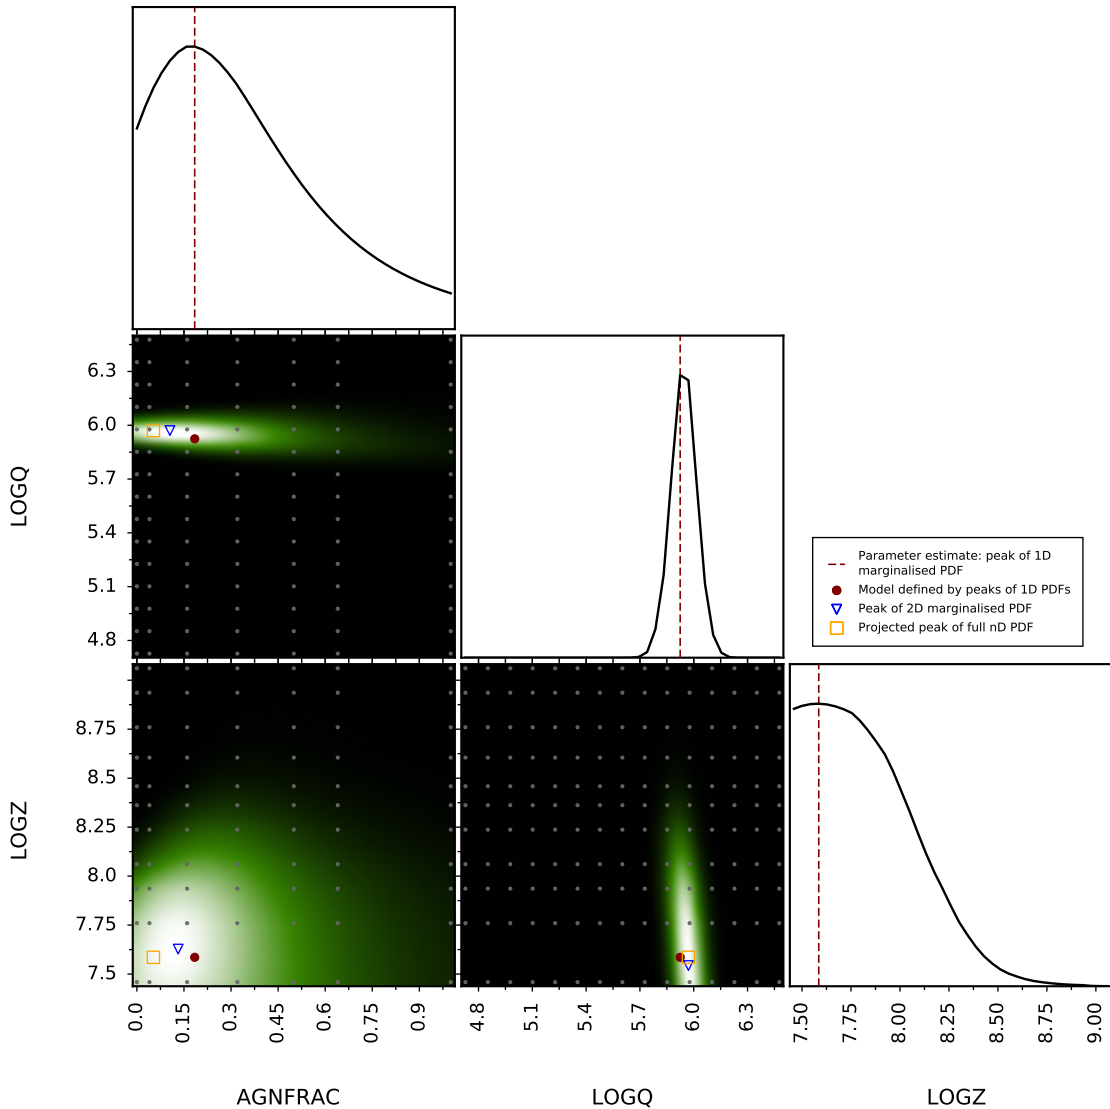 6.3
6.0
5.7
5.4
5.1
4.8
LOGQ
Parameter estimate: peak of 1D
marginalised PDF
Model defined by peaks of 1D PDFs
Peak of 2D marginalised PDF
Projected peak of full nD PDF
8.75
8.5
8.25
8.0
7.75
7.5
LOGZ
0.0 0.15 0.3 0.45 0.6 0.75 0.9
4.8 5.1 5.4 5.7 6.0 6.3
7.50 7.75 8.00 8.25 8.50 8.75 9.00
AGNFRAC LOGQ LOGZ